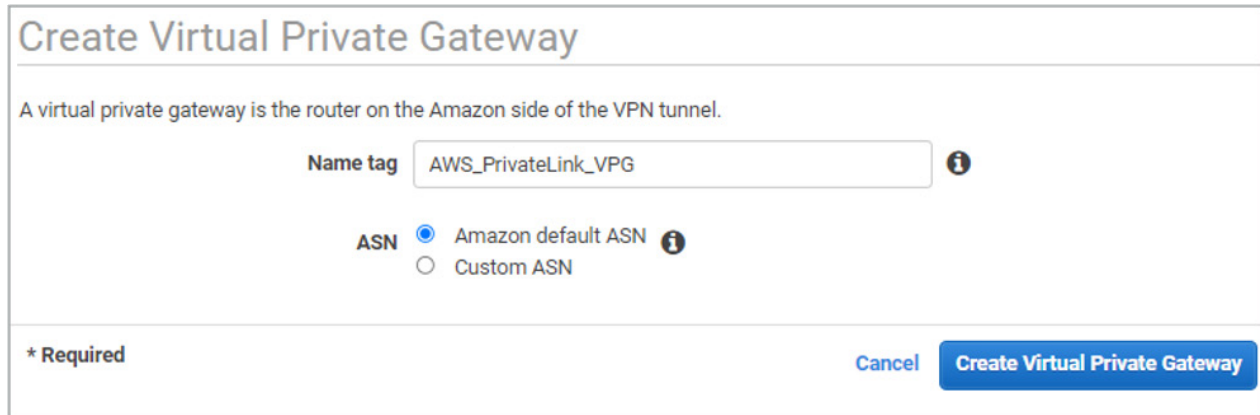 Create Virtual Private Gateway
A virtual private gateway is the router on the Amazon side of the VPN tunnel.
Name tag AWS_PrivateLink_VPG
ASN Amazon default ASN
Custom ASN
* Required Cancel Create Virtual Private Gateway